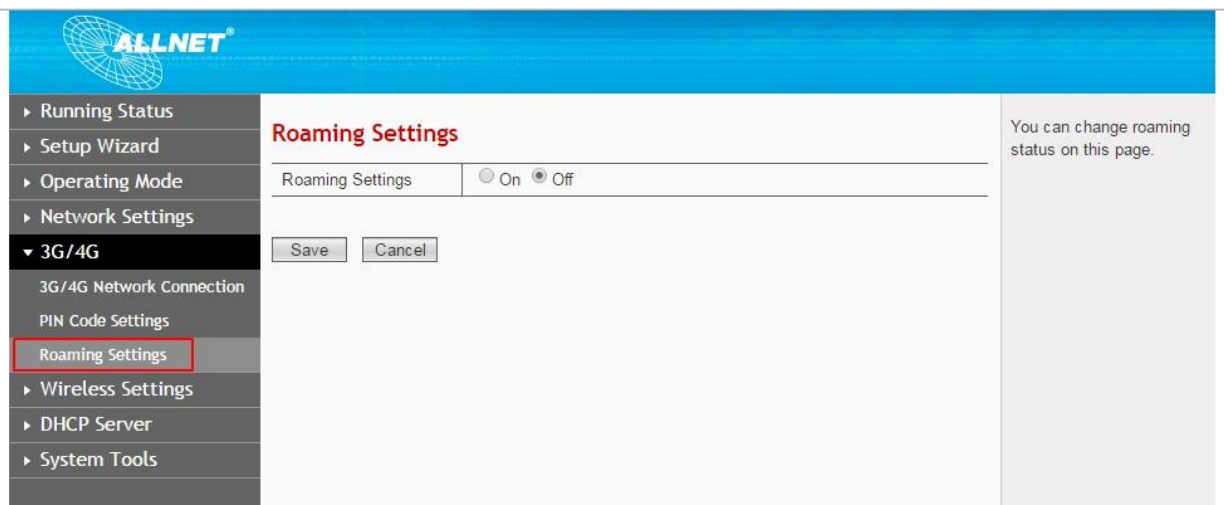 ALLNET®
Running Status
Setup Wizard
Operating Mode
Network Settings
3G/4G
3G/4G Network Connection
PIN Code Settings
Roaming Settings
Wireless Settings
DHCP Server
System Tools
Roaming Settings
Roaming Settings On Off
Save Cancel
You can change roaming
status on this page.